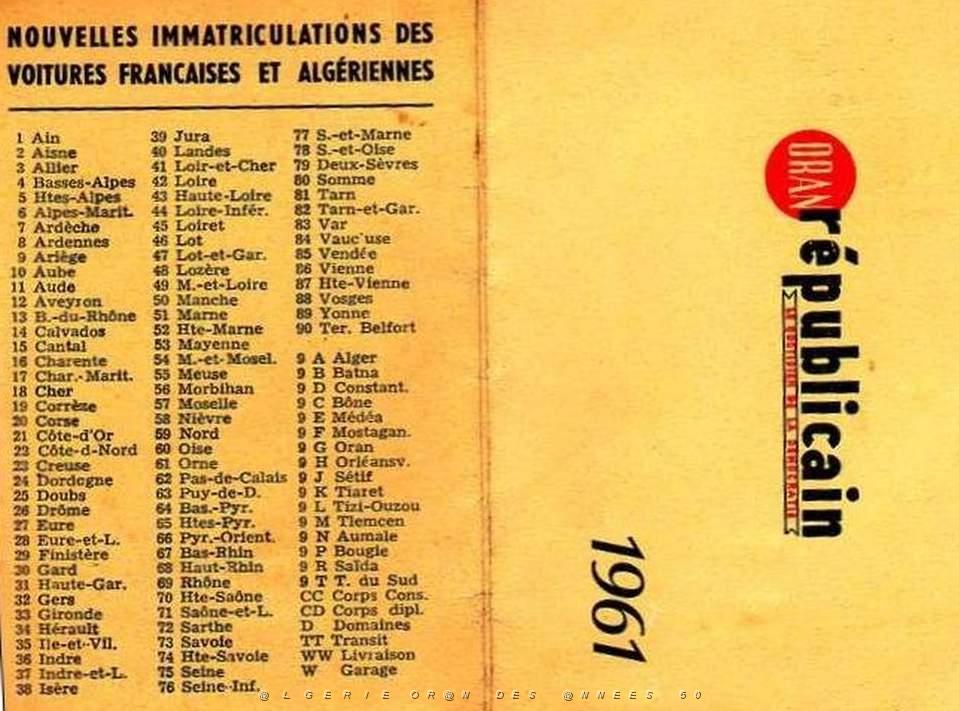 NOUVELLES IMMATRICULATIONS DES
VOITURES FRANCAISES ET ALGÉRIENNES
1 Ain
2 Aisne
3 Allier
4 Basses-Alpes
5 Htes-Alpes
6 Alpes-Marit.
7 Ardèche
8 Ardennes
9 Ariège
10 Aube
11 Aude
12 Aveyron
13 B.-du-Rhône
14 Calvados
15 Cantal
16 Charente
17 Char.-Marit.
18 Cher
19 Corrèze
20 Corse
21 Côte-d'Or
22 Côte-d-Nord
23 Creuse
24 Dordogne
25 Doubs
26 Drôme
27 Eure
28 Eure-et-L.
29 Finistère
30 Gard
31 Haute-Gar.
32 Gers
33 Gironde
34 Hérault
35 Ile-et-Vil.
36 Indre
37 Indre-et-L.
38 Isère
39 Jura
40 Landes
41 Loir-et-Cher
42 Loire
43 Haute-Loire
44 Loire-Infér.
45 Loiret
46 Lot
47 Lot-et-Gar.
48 Lozère
49 M.-et-Loire
50 Manche
51 Marne
52 Hte-Marne
53 Mayenne
54 M.-et-Mosel.
55 Meuse
56 Morbihan
57 Moselle
58 Nièvre
59 Nord
60 Oise
61 Orne
62 Pas-de-Calais
63 Puy-de-D.
64 Bas.-Pyr.
65 Htes-Pyr.
66 Pyr.-Orient.
67 Bas-Rhin
68 Haut-Rhin
69 Rhône
70 Hte-Saône
71 Saône-et-L.
72 Sarthe
73 Savoie
74 Hte-Savoie
75 Seine
76 Seine-Inf.
77 S.-et-Marne
78 S.-et-Oise
79 Deux-Sèvres
80 Somme
81 Tarn
82 Tarn-et-Gar.
83 Var
84 Vauc'use
85 Vendée
86 Vienne
87 Hte-Vienne
88 Vosges
89 Yonne
90 Ter. Belfort
9 A Alger
9 B Batna
9 D Constant.
9 C Bône
9 E Médéa
9 F Mostagan.
9 G Oran
9 H Orléansv.
9 J Sétif
9 K Tiaret
9 L Tizi-Ouzou
9 M Tlemcen
9 N Aumale
9 P Bougie
9 R Saïda
9 T T. du Sud
CC Corps Cons.
CD Corps dipl.
D Domaines
TT Transit
WW Livraison
W Garage
ORAN
républicain
LE QUOTIDIEN DE LA DEMOCRATIE
1961
@LGERIE OR@N DES @NNEES 50